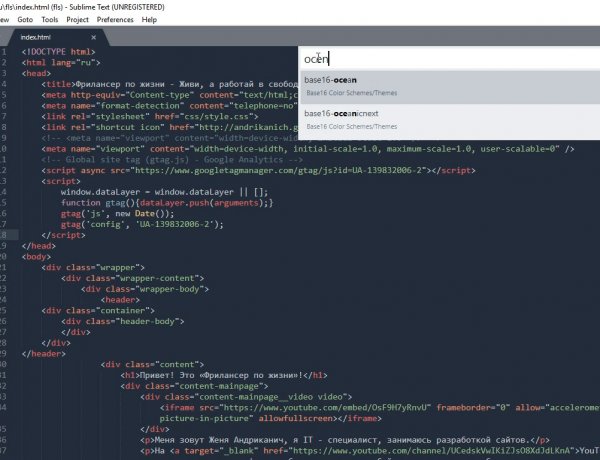 u\fls\index.html (fls) - Sublime Text (UNREGISTERED)
iew Goto Tools Project Preferences Help
index.html ×
ocen
base16-ocean
Base16 Color Schemes/Themes
base16-oceanicnext
Base16 Color Schemes/Themes
1 <!DOCTYPE html>
2 <html lang="ru">
3 <head>
4 <title>Фрилансер по жизни - Живи, а работай в свобод
5 <meta http-equiv="Content-type" content="text/html;c
6 <meta name="format-detection" content="telephone=no"
7 <link rel="stylesheet" href="css/style.css">
8 <link rel="shortcut icon" href="http://andrikanich.g
9 <!-- <meta name="viewport" content="width=device-wid
10 <meta name="viewport" content="width=device-width, initial-scale=1.0, maximum-scale=1.0, user-scalable=0" />
11 <!-- Global site tag (gtag.js) - Google Analytics -->
12 <script async src="https://www.googletagmanager.com/gtag/js?id=UA-139832006-2"></script>
13 <script>
14 window.dataLayer = window.dataLayer || [];
15 function gtag(){dataLayer.push(arguments);}
16 gtag('js', new Date());
17 gtag('config', 'UA-139832006-2');
18 </script>
19 </head>
20 <body>
21 <div class="wrapper">
22 <div class="wrapper-content">
23 <div class="wrapper-body">
24 <header>
25 <div class="container">
26 <div class="header-body">
27 </div>
28 </div>
29 </header>
30 <div class="content">
31 <h1>Привет! Это «Фрилансер по жизни»!</h1>
32 <div class="content-mainpage">
33 <div class="content-mainpage__video video">
34 <iframe src="https://www.youtube.com/embed/OsF9H7yRnvU" frameborder="0" allow="acceleromet
picture-in-picture" allowfullscreen></iframe>
35 </div>
36 <p>Меня зовут Женя Андриканич, я IT - специалист, занимаюсь разработкой сайтов.</p>
37 <p>На <a target="_blank" href="https://www.youtube.com/channel/UCedskVwIKiZJsO8XdJdLKnA">YouT